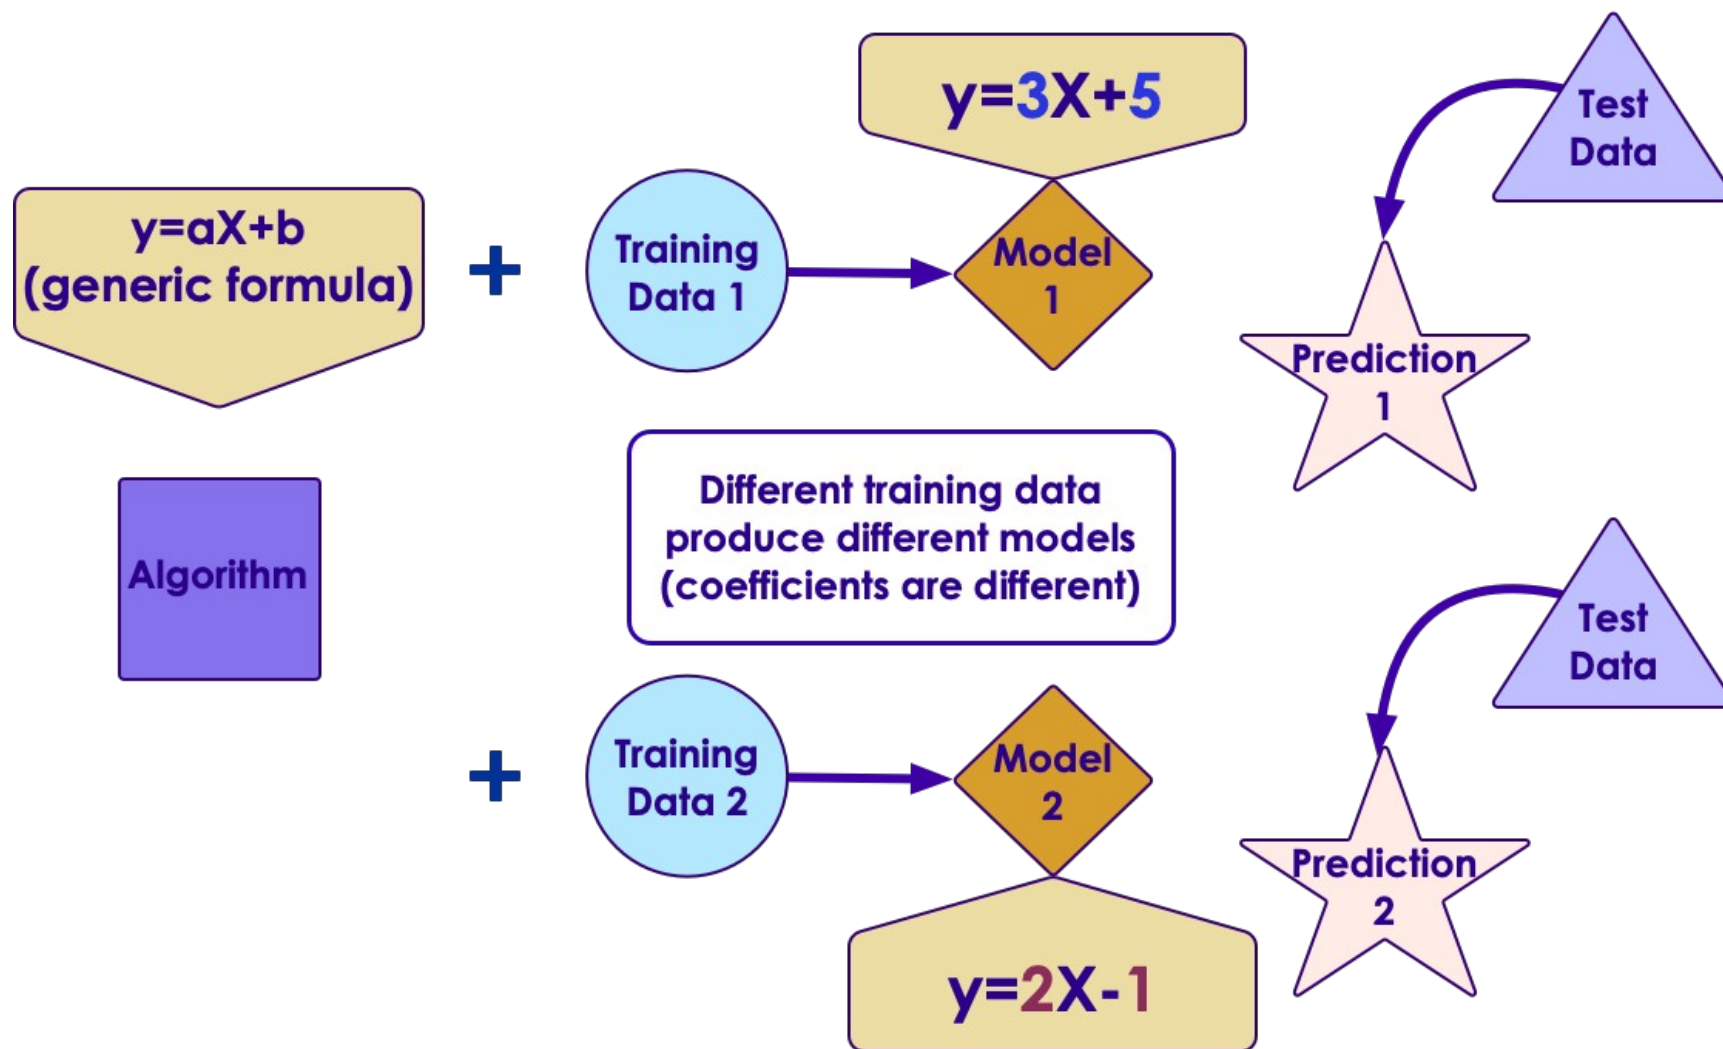 y=3X+5
Test
Data
y=aX+b
(generic formula)
+
Training
Data 1
Model
1
Prediction
1
Different training data
produce different models
(coefficients are different)
Algorithm
Test
Data
+
Training
Data 2
Model
2
Prediction
2
y=2X-1